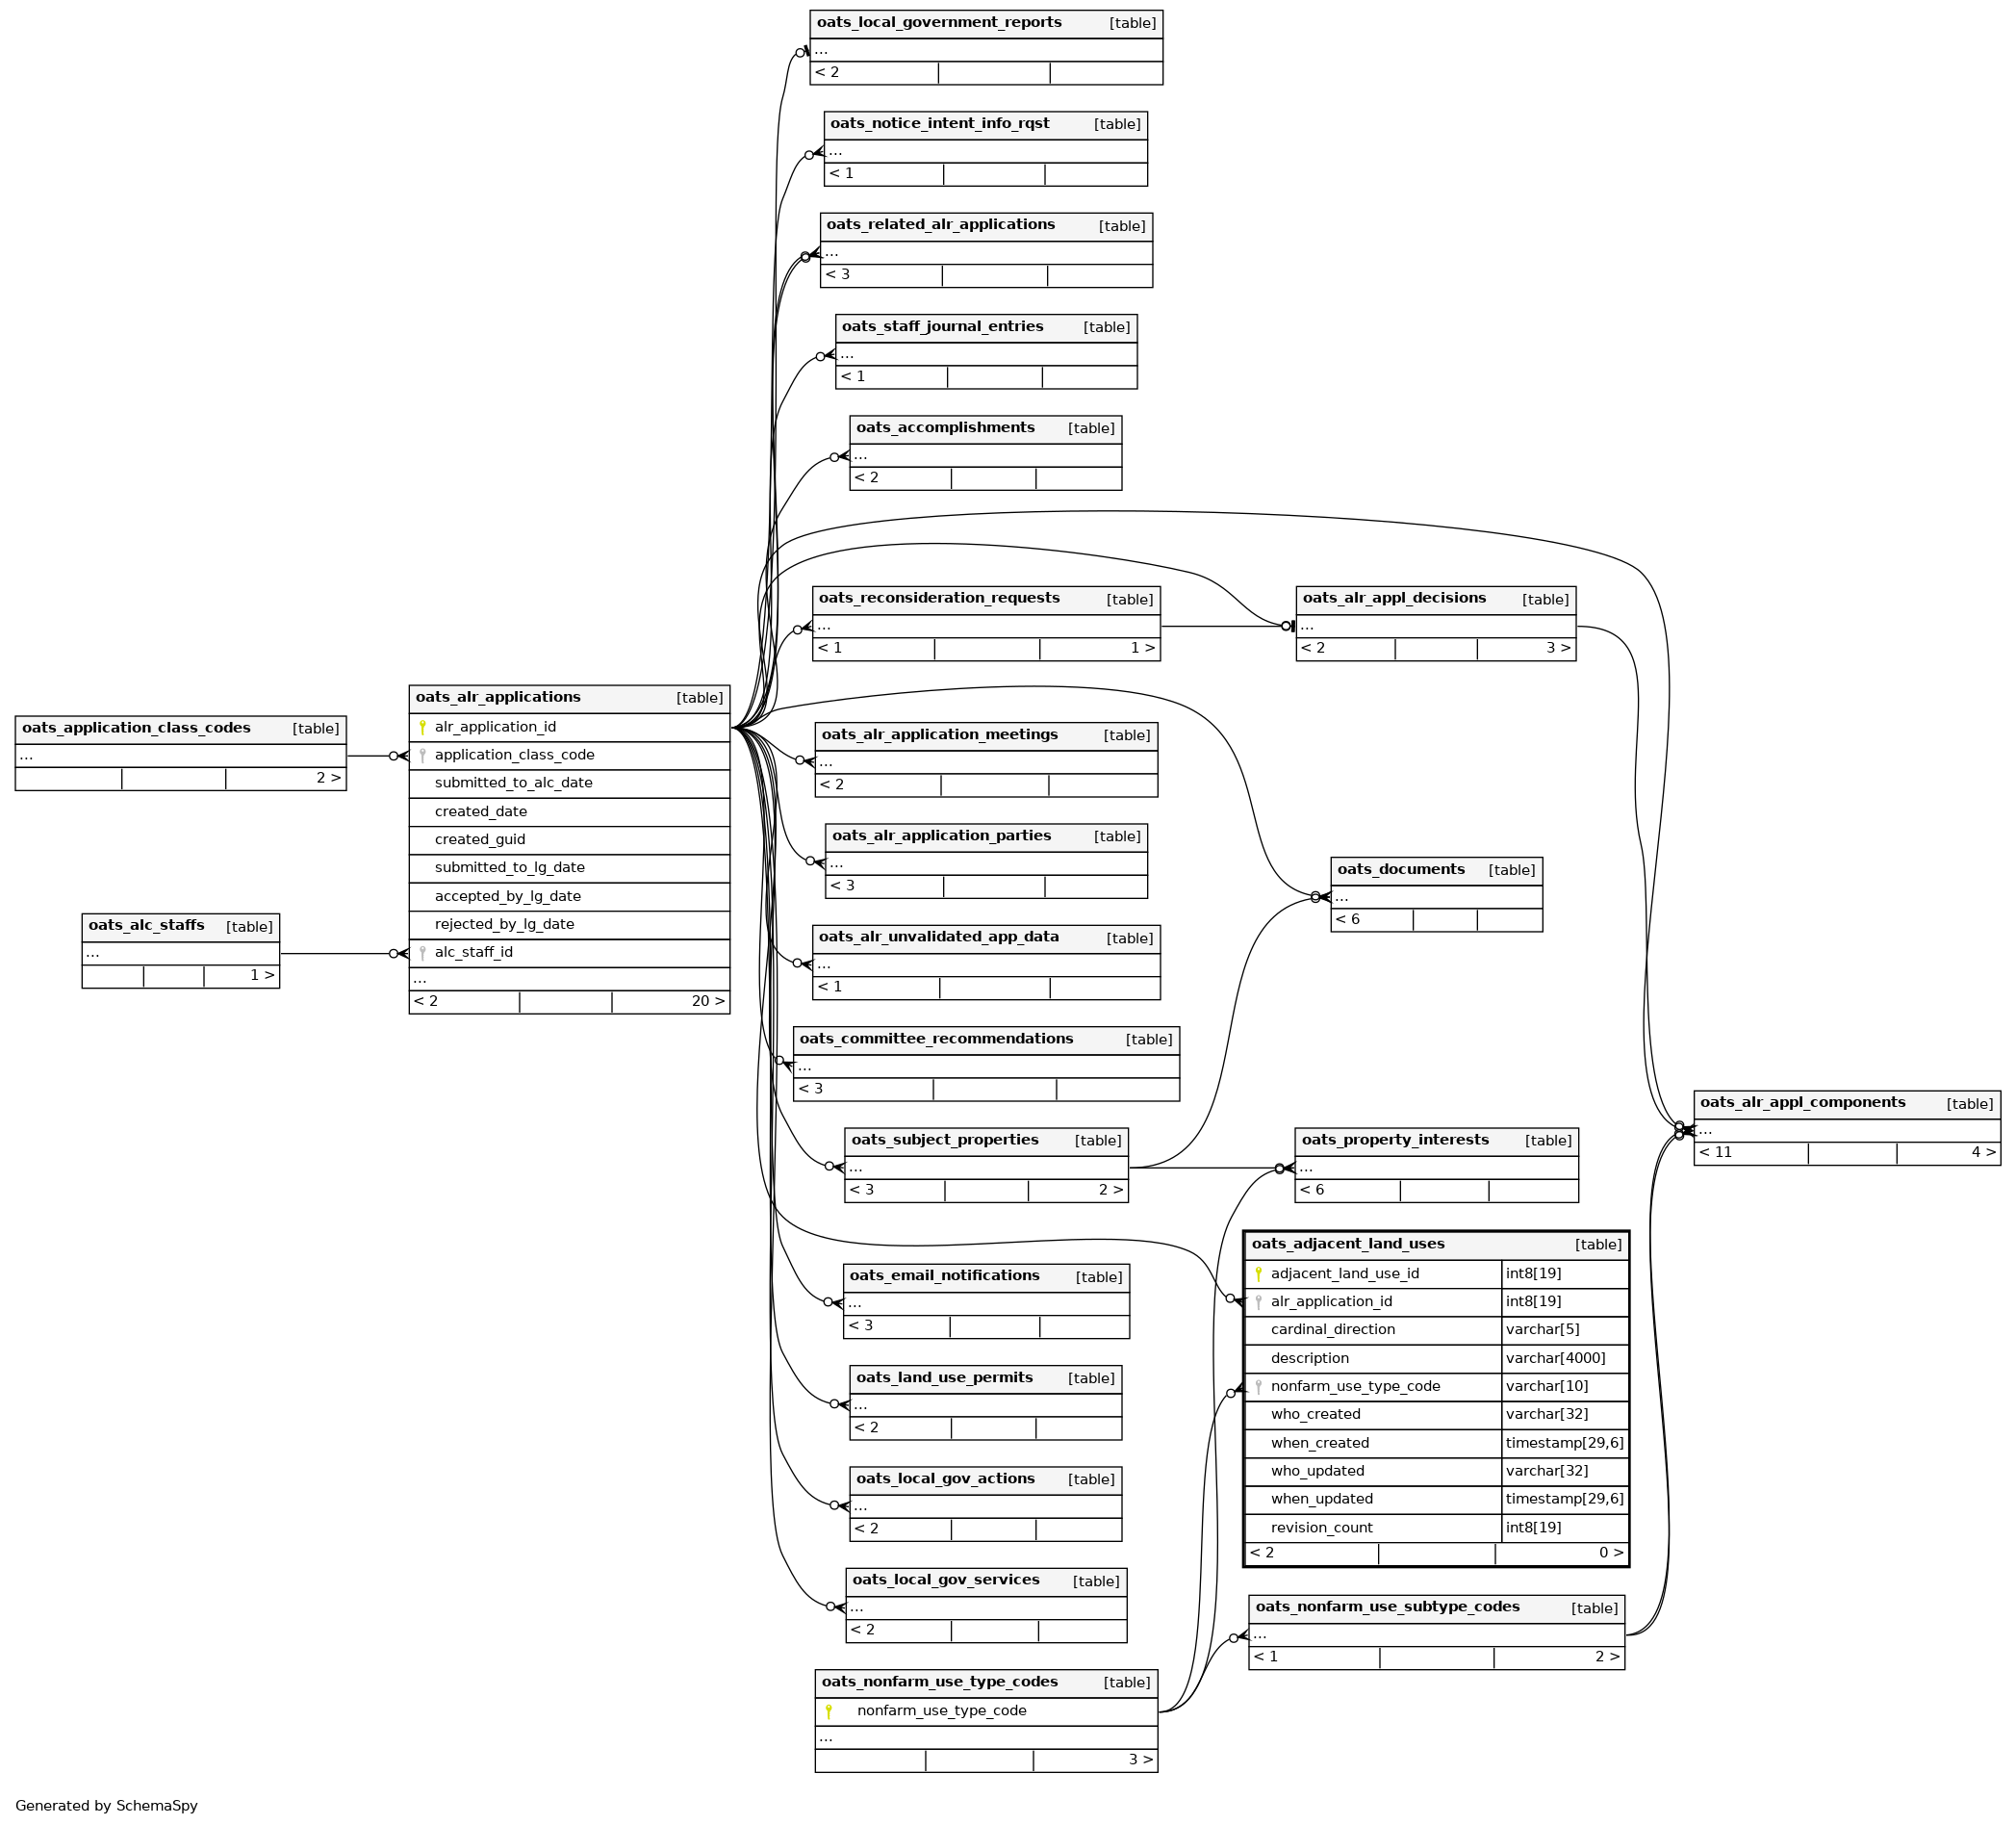 oats_local_government_reports [table]
...
< 2
oats_notice_intent_info_rqst [table]
...
< 1
oats_related_alr_applications [table]
...
< 3
oats_staff_journal_entries [table]
...
< 1
oats_accomplishments [table]
...
< 2
oats_reconsideration_requests [table]
...
< 1 1 >
oats_alr_appl_decisions [table]
...
< 2 3 >
oats_application_class_codes [table]
...
2 >
oats_alc_staffs [table]
...
1 >
oats_alr_applications [table]
alr_application_id
application_class_code
submitted_to_alc_date
created_date
created_guid
submitted_to_lg_date
accepted_by_lg_date
rejected_by_lg_date
alc_staff_id
...
< 2 20 >
oats_alr_application_meetings [table]
...
< 2
oats_alr_application_parties [table]
...
< 3
oats_documents [table]
...
< 6
oats_alr_unvalidated_app_data [table]
...
< 1
oats_committee_recommendations [table]
...
< 3
oats_alr_appl_components [table]
...
< 11 4 >
oats_subject_properties [table]
...
< 3 2 >
oats_property_interests [table]
...
< 6
oats_adjacent_land_uses [table]
adjacent_land_use_id int8[19]
alr_application_id int8[19]
cardinal_direction varchar[5]
description varchar[4000]
nonfarm_use_type_code varchar[10]
who_created varchar[32]
when_created timestamp[29,6]
who_updated varchar[32]
when_updated timestamp[29,6]
revision_count int8[19]
< 2 0 >
oats_email_notifications [table]
...
< 3
oats_land_use_permits [table]
...
< 2
oats_local_gov_actions [table]
...
< 2
oats_local_gov_services [table]
...
< 2
oats_nonfarm_use_subtype_codes [table]
...
< 1 2 >
oats_nonfarm_use_type_codes [table]
nonfarm_use_type_code
...
3 >
Generated by SchemaSpy